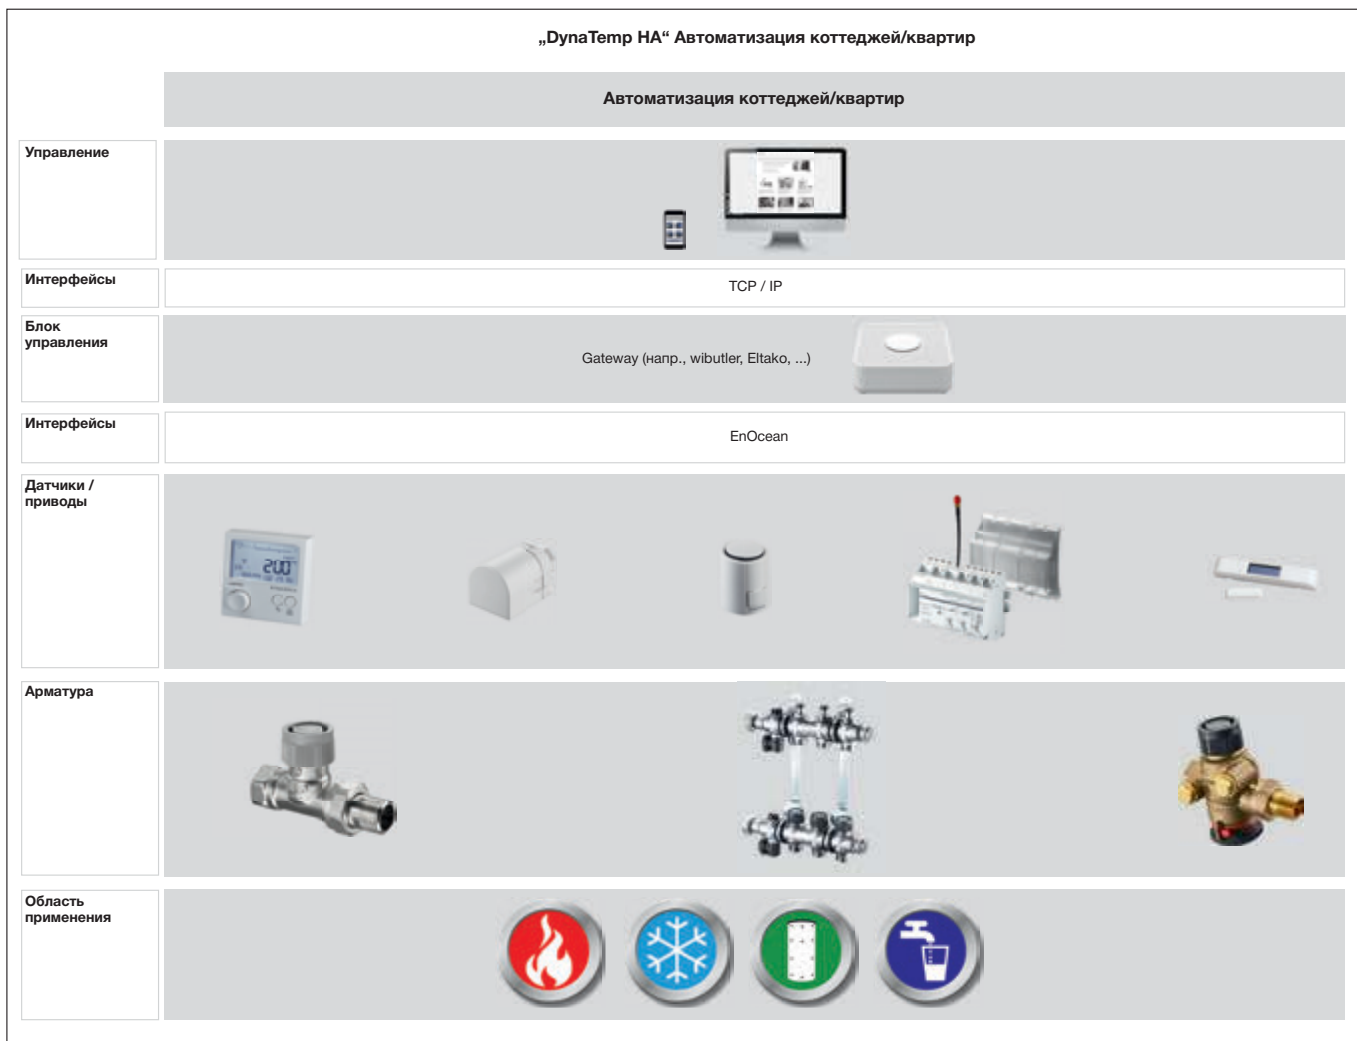 „DynaTemp HA“ Автоматизация коттеджей/квартир
Автоматизация коттеджей/квартир
Управление
Интерфейсы
TCP / IP
Блок
управления
Gateway (напр., wibutler, Eltako, ...)
Интерфейсы
EnOcean
Датчики /
приводы
Арматура
Область
применения